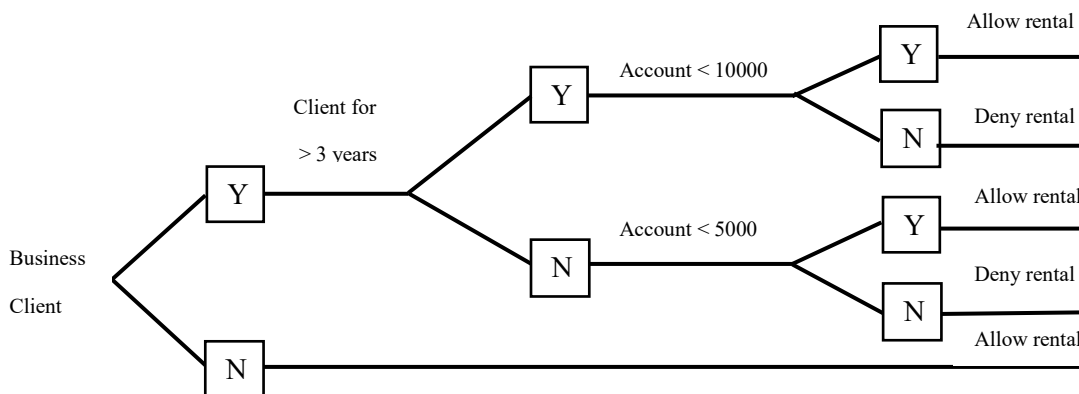 Allow rental
Y
Account < 10000
Y
Client for
> 3 years
Deny rental
N
Y
Allow rental
Account < 5000
Y
N
Business
Client
Deny rental
N
Allow rental
N